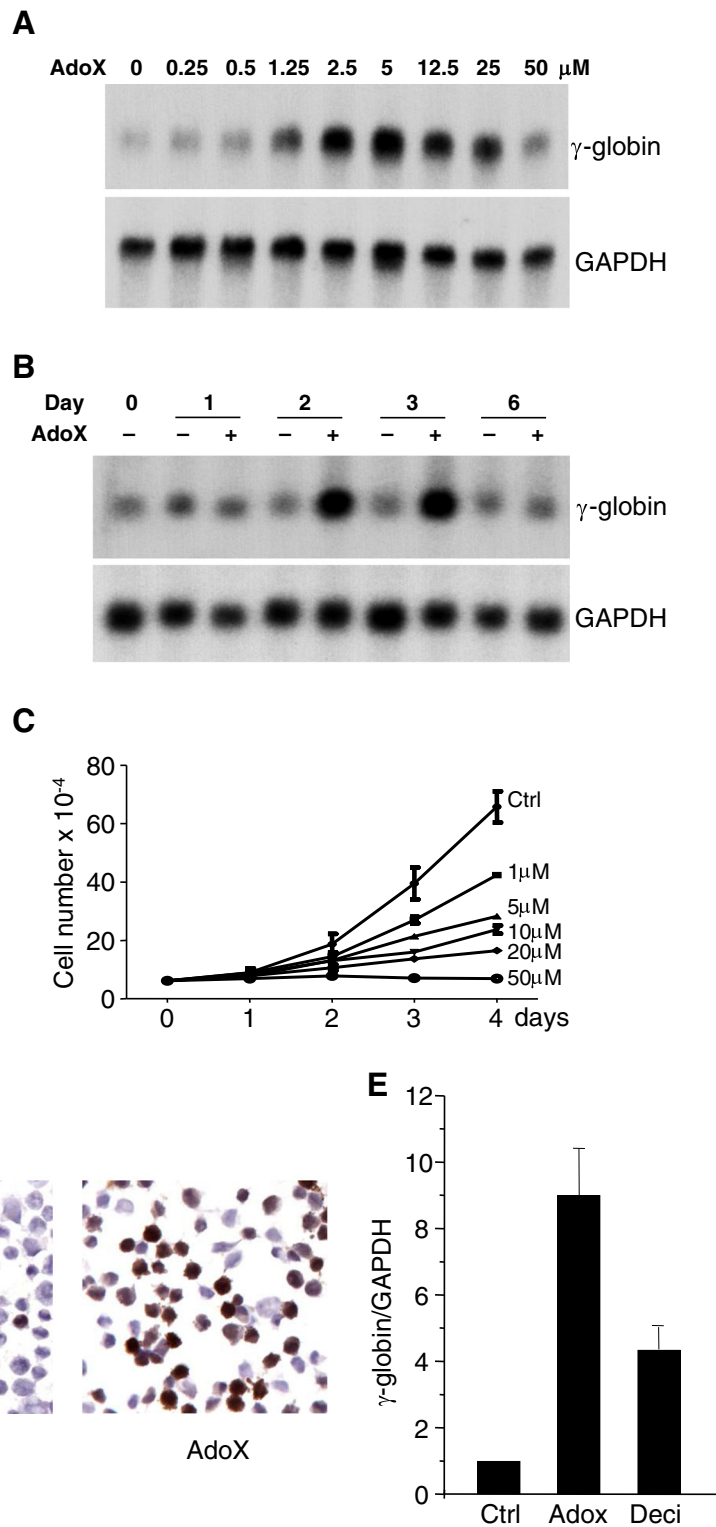 A
AdoX 0 0.25 0.5 1.25 2.5 5 12.5 25 50 μM
γ-globin
GAPDH
B
Day 0 1 2 3 6
AdoX – – + – + – + – +
γ-globin
GAPDH
C
Cell number x 10⁻⁴
80
60
40
20
0
Ctrl
1μM
5μM
10μM
20μM
50μM
0 1 2 3 4 days
AdoX
E
γ-globin/GAPDH
12
10
8
6
4
2
0
Ctrl Adox Deci